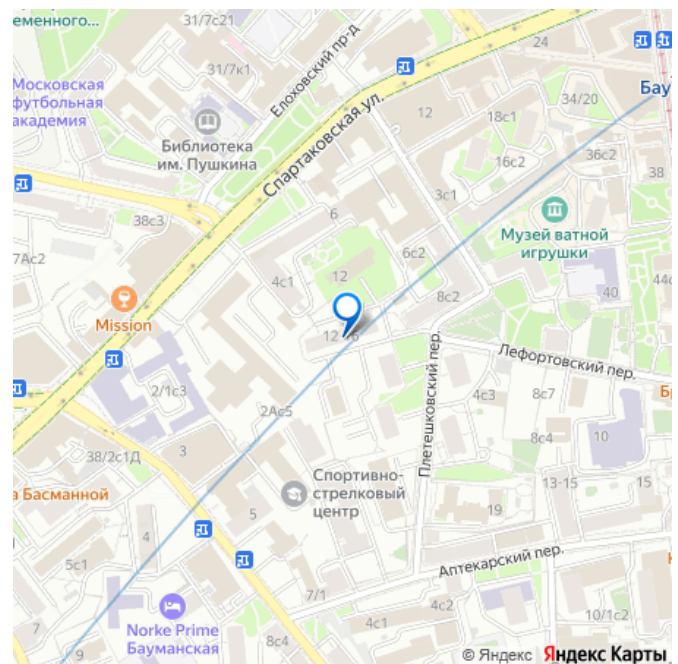 еменного...
31/7с21
24
31/7к1
Елоховский пр-д
Московская
футбольная
академия
12
34/20
Бау
18с1
Библиотека
им. Пушкина
Спартаковская ул.
16с2
36с2
38
3с1
38с3
6
Музей ватной
игрушки
7Ас2
6с2
4с1
12
44с
8с2
40
Mission
12
6
Лефортовский пер.
Плетешковский пер.
2/1с3
4с3
8с7
Б
2Ас5
8с4
10
38/2с1Д
3
Спортивно-
стрелковый
центр
13-15
15
а Басманной
5
19
4
5с1
Аптекарский пер.
7/1
Norke Prime
Бауманская
4с2
10/1с2
8с4
4с1
7
9
© Яндекс Яндекс Карты